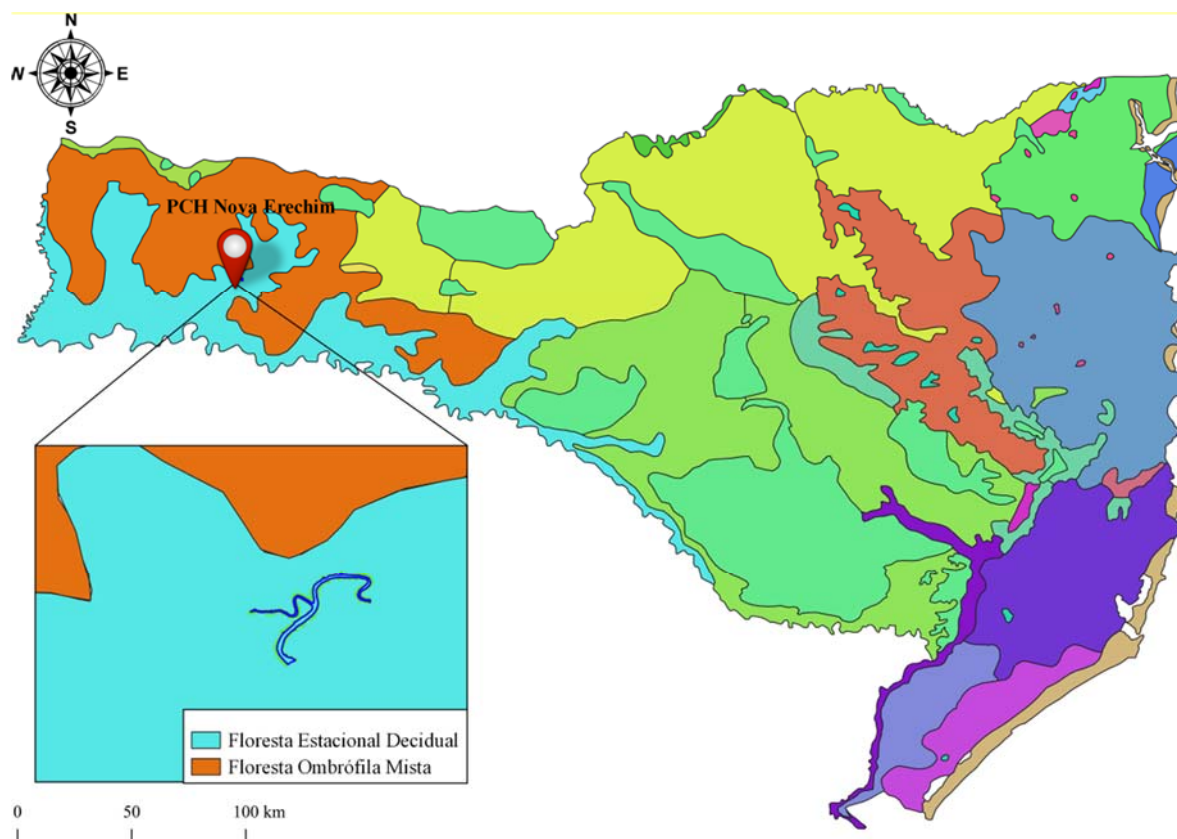 N
N E
S
PCH Nova Erechim
Floresta Estacional Decidual
Floresta Ombrófila Mista
0 50 100 km